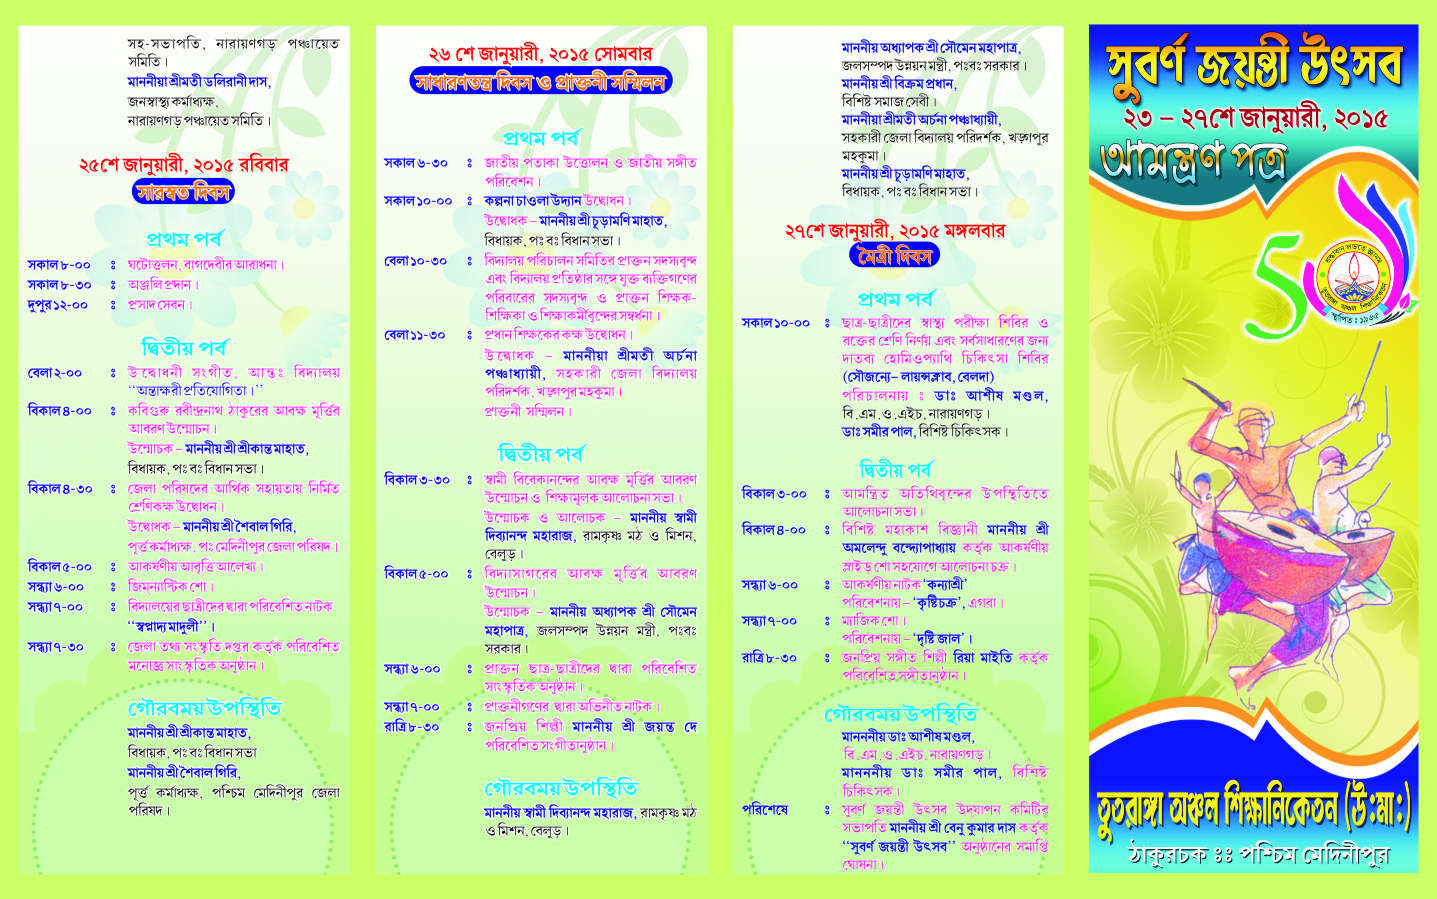 সহ-সভাপতি, নারায়ণগড় পঞ্চায়েত
সমিতি।
মাননীয়া শ্রীমতী ডলিরানী দাস,
জনস্বাস্থ্য কর্মাধ্যক্ষ,
নারায়ণগড় পঞ্চায়েত সমিতি।
২৫শে জানুয়ারী, ২০১৫ রবিবার
সারস্বত দিবস
প্রথম পর্ব
সকাল ৮-০০ ঃ ঘটোত্তলন, বাগদেবীর আরাধনা।
সকাল ৮-৩০ ঃ অঞ্জলি প্রদান।
দুপুর ১২-০০ ঃ প্রসাদ সেবন।
দ্বিতীয় পর্ব
বেলা ২-০০ ঃ উদ্বোধনী সংগীত, আন্তঃ বিদ্যালয়
‘‘অন্তাক্ষরী প্রতিযোগিতা।’’
বিকাল ৪-০০ ঃ কবিগুরু রবীন্দ্রনাথ ঠাকুরের আবক্ষ মূর্ত্তির
আবরণ উন্মোচন।
উন্মোচক – মাননীয় শ্রী শ্রীকান্ত মাহাত,
বিধায়ক, পঃ বঃ বিধান সভা।
বিকাল ৪-৩০ ঃ জেলা পরিষদের আর্থিক সহায়তায় নির্মিত
শ্রেণিকক্ষ উদ্বোধন।
উদ্বোধক – মাননীয় শ্রী শৈবাল গিরি,
পূর্ত্ত কর্মাধ্যক্ষ, পঃ মেদিনীপুর জেলা পরিষদ।
বিকাল ৫-০০ ঃ আকর্ষণীয় আবৃত্তি আলেখ্য।
সন্ধ্যা ৬-০০ ঃ জিমন্যাস্টিক শো।
সন্ধ্যা ৭-০০ ঃ বিদ্যালয়ের ছাত্রীদের দ্বারা পরিবেশিত নাটক
‘‘স্বপ্নাদ্য মাদুলী’’।
সন্ধ্যা ৭-৩০ ঃ জেলা তথ্য সংস্কৃতি দপ্তর কর্তৃক পরিবেশিত
মনোজ্ঞ সাংস্কৃতিক অনুষ্ঠান।
গৌরবময় উপস্থিতি
মাননীয় শ্রী শ্রীকান্ত মাহাত,
বিধায়ক, পঃ বঃ বিধান সভা
মাননীয় শ্রী শৈবাল গিরি,
পূর্ত্ত কর্মাধ্যক্ষ, পশ্চিম মেদিনীপুর জেলা
পরিষদ।
২৬ শে জানুয়ারী, ২০১৫ সোমবার
সাধারণতন্ত্র দিবস ও প্রাক্তনী সম্মিলন
প্রথম পর্ব
সকাল ৬-৩০ ঃ জাতীয় পতাকা উত্তোলন ও জাতীয় সঙ্গীত
পরিবেশন।
সকাল ১০-০০ ঃ কল্পনা চাওলা উদ্যান উদ্বোধন।
উদ্বোধক – মাননীয় শ্রী চূড়ামণি মাহাত,
বিধায়ক, পঃ বঃ বিধান সভা।
বেলা ১০-৩০ ঃ বিদ্যালয় পরিচালন সমিতির প্রাক্তন সদস্যবৃন্দ
এবং বিদ্যালয় প্রতিষ্ঠার সঙ্গে যুক্ত ব্যক্তিগণের
পরিবারের সদস্যবৃন্দ ও প্রাক্তন শিক্ষক-
শিক্ষিকা ও শিক্ষাকর্মীবৃন্দের সম্বর্ধনা।
বেলা ১১-৩০ ঃ প্রধান শিক্ষকের কক্ষ উদ্বোধন।
উদ্বোধক – মাননীয়া শ্রীমতী অর্চনা
পঞ্চাধ্যায়ী, সহকারী জেলা বিদ্যালয়
পরিদর্শক, খড়্গপুর মহকুমা।
প্রাক্তনী সম্মিলন।
দ্বিতীয় পর্ব
বিকাল ৩-৩০ ঃ স্বামী বিবেকানন্দের আবক্ষ মূর্ত্তির আবরণ
উন্মোচন ও শিক্ষামূলক আলোচনা সভা।
উন্মোচক ও আলোচক – মাননীয় স্বামী
দিব্যানন্দ মহারাজ, রামকৃষ্ণ মঠ ও মিশন,
বেলুড়।
বিকাল ৫-০০ ঃ বিদ্যাসাগরের আবক্ষ মূর্ত্তির আবরণ
উন্মোচন।
উন্মোচক – মাননীয় অধ্যাপক শ্রী সৌমেন
মহাপাত্র, জলসম্পদ উন্নয়ন মন্ত্রী, পঃবঃ
সরকার।
সন্ধ্যা ৬-০০ ঃ প্রাক্তন ছাত্র-ছাত্রীদের দ্বারা পরিবেশিত
সাংস্কৃতিক অনুষ্ঠান।
সন্ধ্যা ৭-০০ ঃ প্রাক্তনীগণের দ্বারা অভিনীত নাটক।
রাত্রি ৮-৩০ ঃ জনপ্রিয় শিল্পী মাননীয় শ্রী জয়ন্ত দে
পরিবেশিত সংগীতানুষ্ঠান।
গৌরবময় উপস্থিতি
মাননীয় স্বামী দিব্যানন্দ মহারাজ, রামকৃষ্ণ মঠ
ও মিশন, বেলুড়।
মাননীয় অধ্যাপক শ্রী সৌমেন মহাপাত্র,
জলসম্পদ উন্নয়ন মন্ত্রী, পঃবঃ সরকার।
মাননীয় শ্রী বিক্রম প্রধান,
বিশিষ্ট সমাজ সেবী।
মাননীয়া শ্রীমতী অর্চনা পঞ্চাধ্যায়ী,
সহকারী জেলা বিদ্যালয় পরিদর্শক, খড়্গপুর
মহকুমা।
মাননীয় শ্রী চূড়ামণি মাহাত,
বিধায়ক, পঃ বঃ বিধান সভা।
২৭শে জানুয়ারী, ২০১৫ মঙ্গলবার
মৈত্রী দিবস
প্রথম পর্ব
সকাল ১০-০০ ঃ ছাত্র-ছাত্রীদের স্বাস্থ্য পরীক্ষা শিবির ও
রক্তের শ্রেণি নির্ণয় এবং সর্বসাধারণের জন্য
দাতব্য হোমিওপ্যাথি চিকিৎসা শিবির
(সৌজন্যে– লায়ন্সক্লাব, বেলদা)
পরিচালনায় ঃ ডাঃ আশীষ মণ্ডল,
বি.এম.ও.এইচ, নারায়ণগড়।
ডাঃ সমীর পাল, বিশিষ্ট চিকিৎসক।
দ্বিতীয় পর্ব
বিকাল ৩-০০ ঃ আমন্ত্রিত অতিথিবৃন্দের উপস্থিতিতে
আলোচনা সভা।
বিকাল ৪-০০ ঃ বিশিষ্ট মহাকাশ বিজ্ঞানী মাননীয় শ্রী
অমলেন্দু বন্দ্যোপাধ্যায় কর্তৃক আকর্ষণীয়
স্লাইড শো সহযোগে আলোচনা চক্র।
সন্ধ্যা ৬-০০ ঃ আকর্ষণীয় নাটক ‘কন্যাশ্রী’
পরিবেশনায় – ‘কৃষ্টিচক্র’, এগরা।
সন্ধ্যা ৭-০০ ঃ ম্যাজিক শো।
পরিবেশনায় – ‘দৃষ্টি জাল’।
রাত্রি ৮-৩০ ঃ জনপ্রিয় সঙ্গীত শিল্পী রিয়া মাইতি কর্তৃক
পরিবেশিত সঙ্গীতানুষ্ঠান।
গৌরবময় উপস্থিতি
মানননীয় ডাঃ আশীষ মণ্ডল,
বি.এম.ও.এইচ, নারায়ণগড়।
মানননীয় ডাঃ সমীর পাল, বিশিষ্ট
চিকিৎসক।
পরিশেষে ঃ সুবর্ণ জয়ন্তী উৎসব উদ্‌যাপন কমিটির
সভাপতি মাননীয় শ্রী বেনু কুমার দাস কর্তৃক
‘‘সুবর্ণ জয়ন্তী উৎসব’’ অনুষ্ঠানের সমাপ্তি
ঘোষনা।
সুবর্ণ জয়ন্তী উৎসব
২৩ – ২৭শে জানুয়ারী, ২০১৫
আমন্ত্রণ পত্র
50
শ্রদ্ধাবান লভতে জ্ঞানম
তুতরাঙ্গা অঞ্চল শিক্ষানিকেতন
স্থাপিত : ১৯৬৫
তুতরাঙ্গা অঞ্চল শিক্ষানিকেতন (উ:মা:)
ঠাকুরচক ঃঃ পশ্চিম মেদিনীপুর